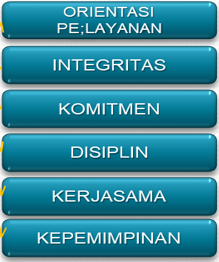 ORIENTASI
PE;LAYANAN
INTEGRITAS
KOMITMEN
DISIPLIN
KERJASAMA
KEPEMIMPINAN